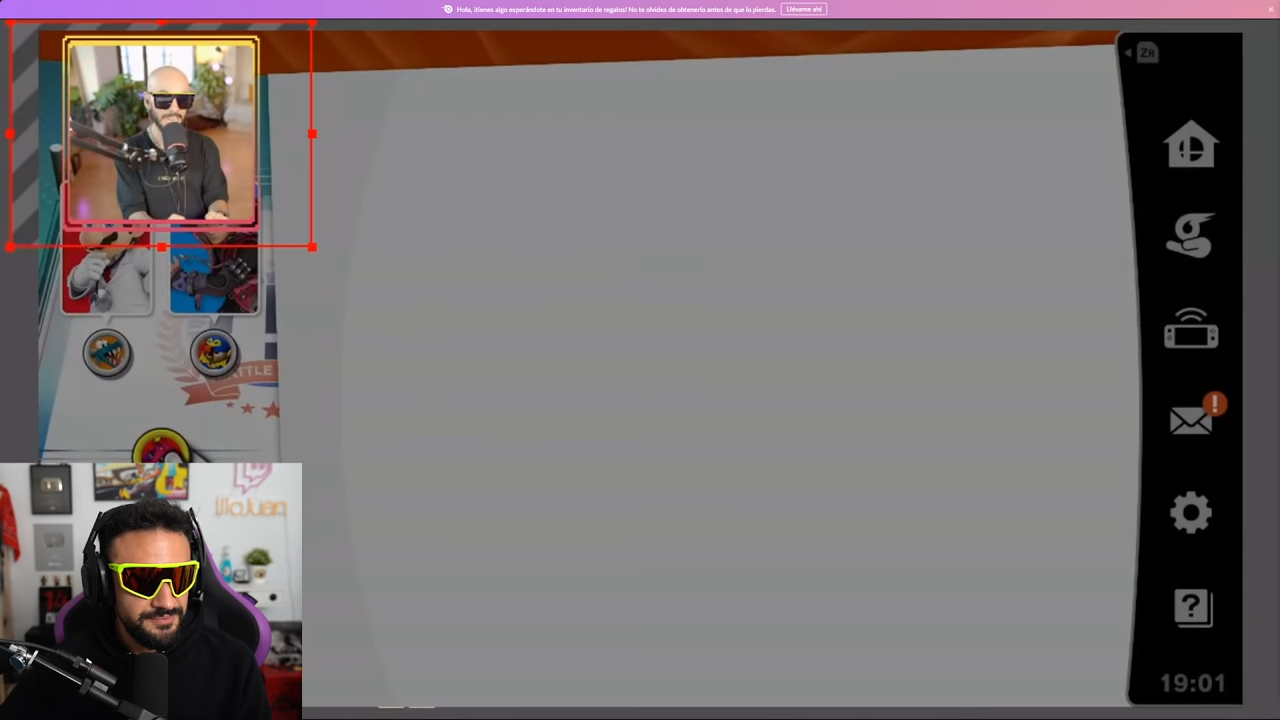 Hola, ¡tienes algo esperándote en tu inventario de regalos! No te olvides de obtenerlo antes de que lo pierdas. Llévame ahí
ZR
BATTLE
19:01